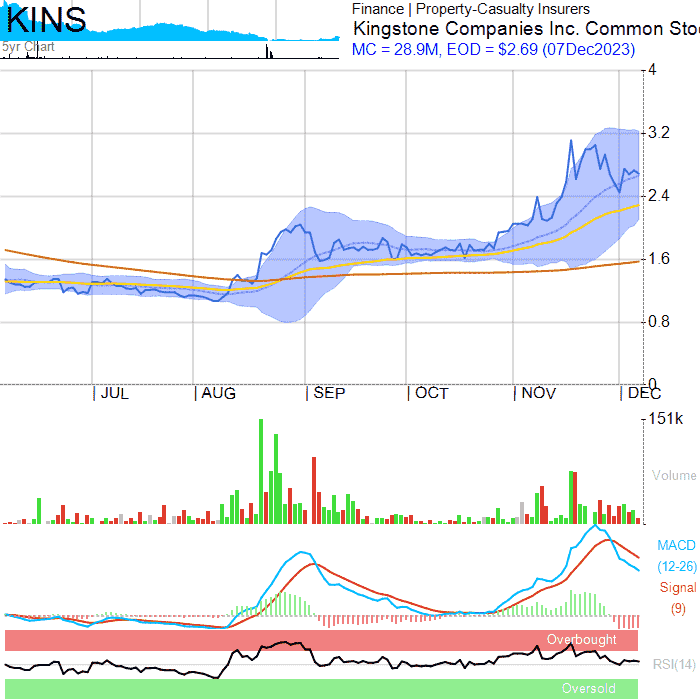 KINS
5yr Chart
Finance | Property-Casualty Insurers
Kingstone Companies Inc. Common Sto
MC = 28.9M, EOD = $2.69 (07Dec2023)
4
3.2
2.4
1.6
0.8
0
JUL AUG SEP OCT NOV DEC
151k
Volume
MACD
(12-26)
Signal
(9)
Overbought
RSI(14)
Oversold